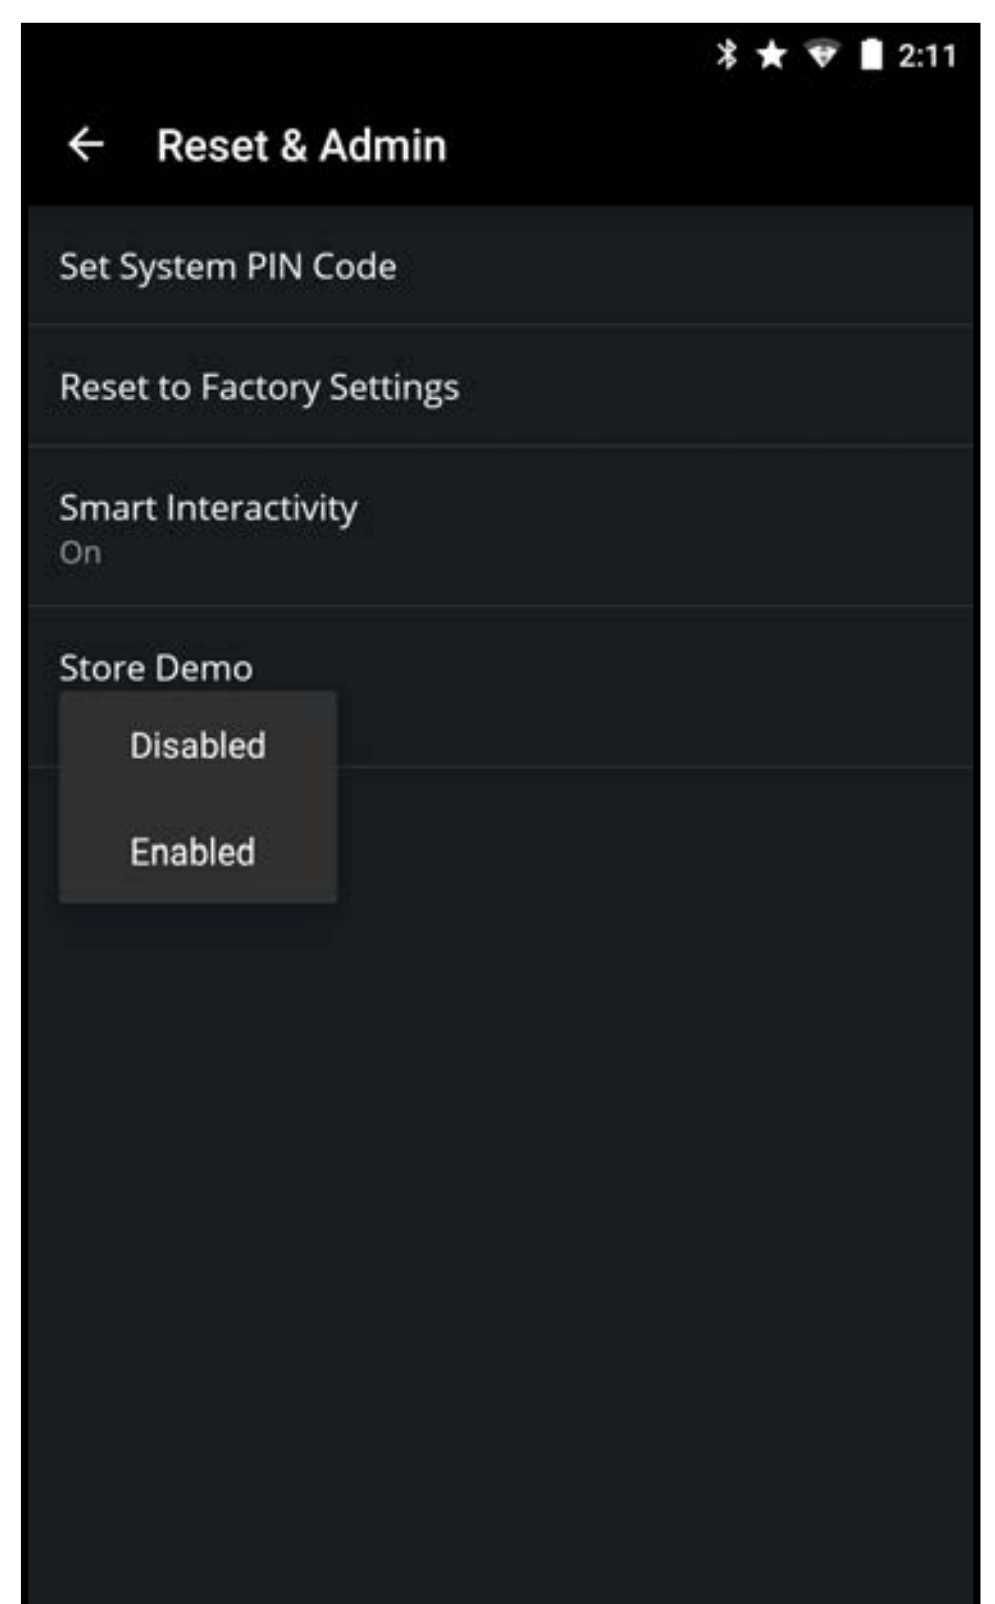 2:11
Reset & Admin
Set System PIN Code
Reset to Factory Settings
Smart Interactivity
On
Store Demo
Disabled
Enabled